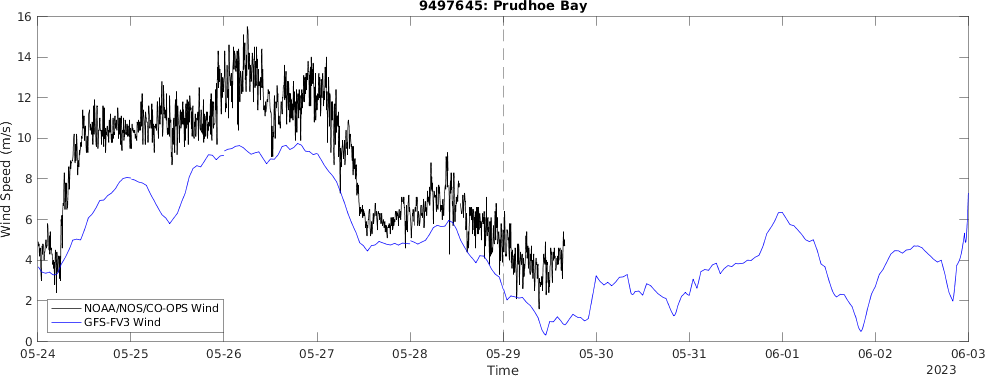 9497645: Prudhoe Bay
16
14
12
10
8
6
4
2
0
Wind Speed (m/s)
NOAA/NOS/CO-OPS Wind
GFS-FV3 Wind
05-24 05-25 05-26 05-27 05-28 05-29 05-30 05-31 06-01 06-02 06-03
Time
2023